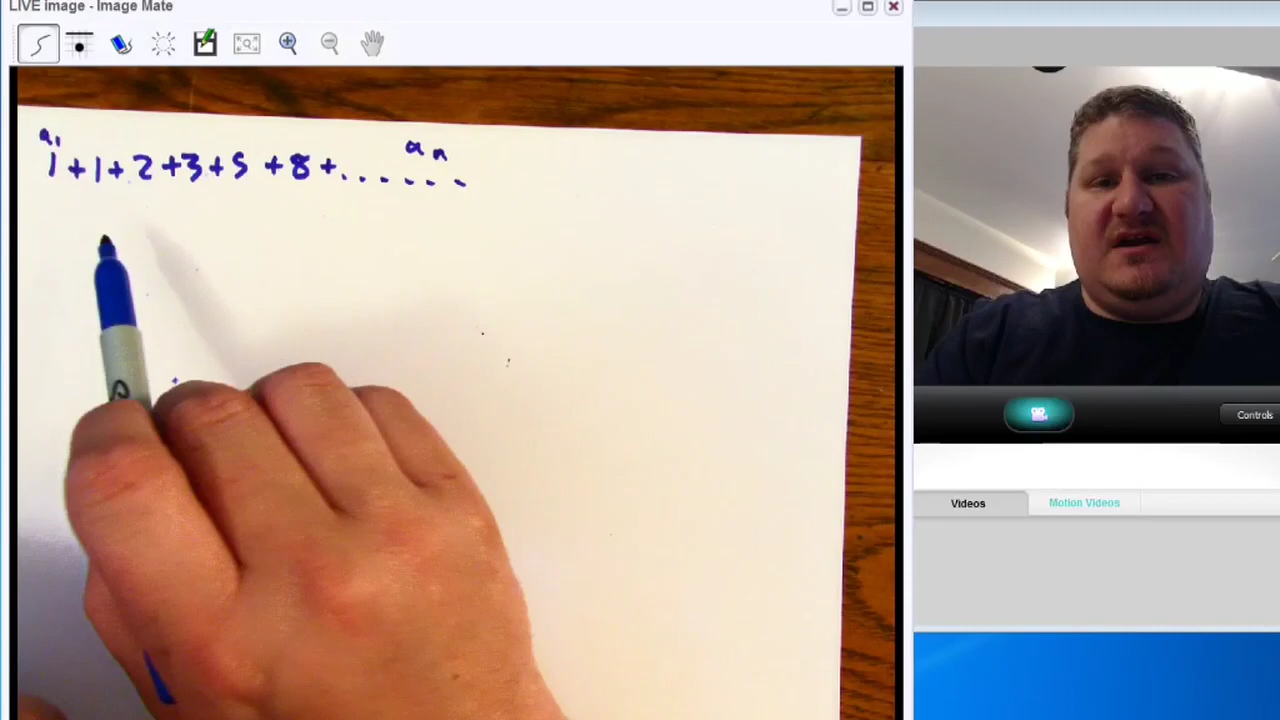 LIVE image - Image Mate
a₁ aₙ
1 + 1 + 2 + 3 + 5 + 8 + . . . . . .
Controls
Videos Motion Videos